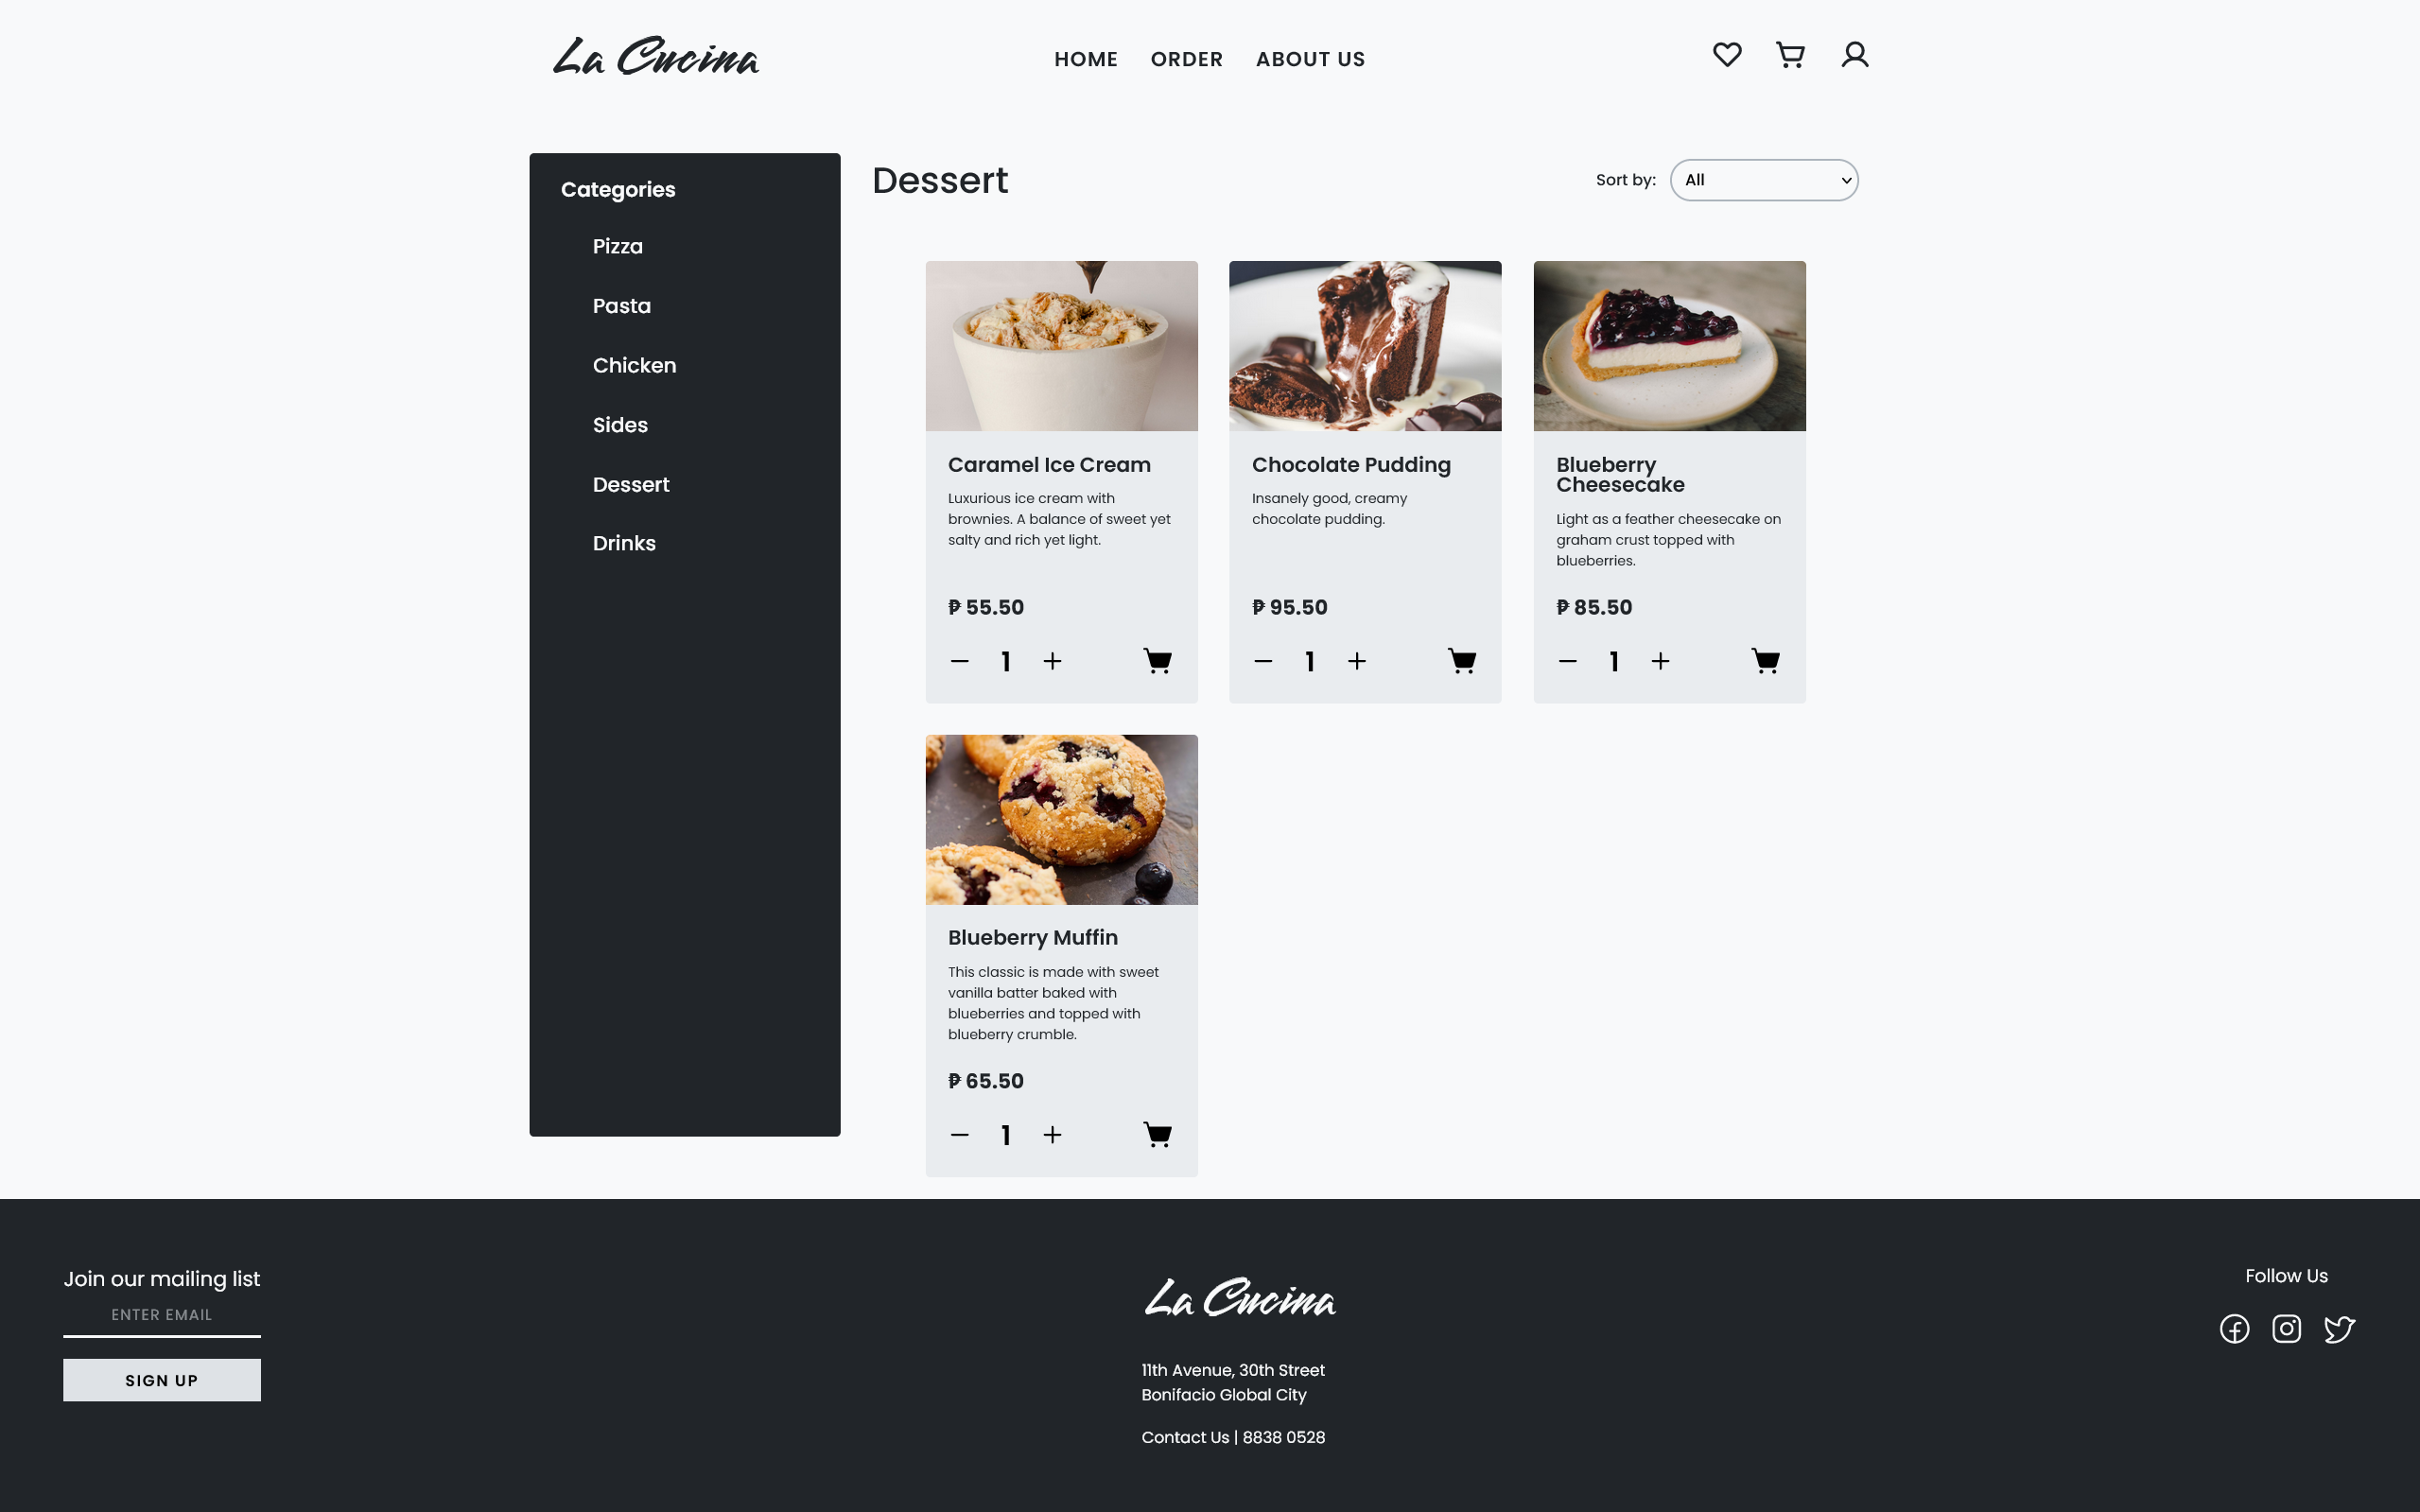 La Cucina
HOME ORDER ABOUT US
Categories
Pizza
Pasta
Chicken
Sides
Dessert
Drinks
Dessert
Sort by: All
Caramel Ice Cream
Luxurious ice cream with
brownies. A balance of sweet yet
salty and rich yet light.
₱ 55.50
1
Chocolate Pudding
Insanely good, creamy
chocolate pudding.
₱ 95.50
1
Blueberry
Cheesecake
Light as a feather cheesecake on
graham crust topped with
blueberries.
₱ 85.50
1
Blueberry Muffin
This classic is made with sweet
vanilla batter baked with
blueberries and topped with
blueberry crumble.
₱ 65.50
1
Join our mailing list
ENTER EMAIL
SIGN UP
La Cucina
11th Avenue, 30th Street
Bonifacio Global City
Contact Us | 8838 0528
Follow Us